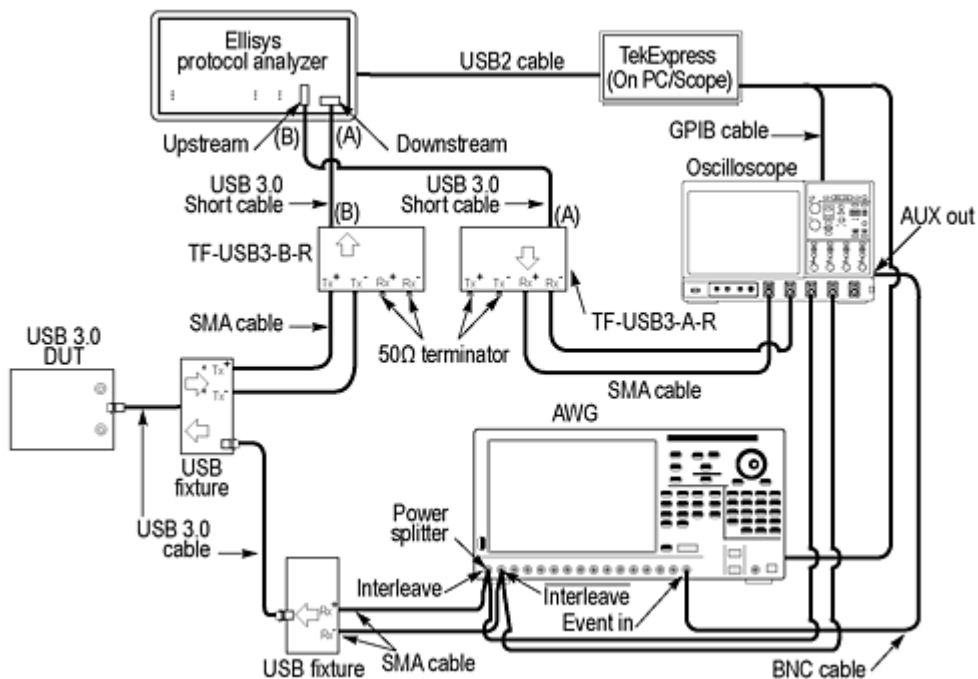 Ellisys
protocol analyzer
USB2 cable
TekExpress
(On PC/Scope)
Upstream
(B)
(A)
Downstream
GPIB cable
Oscilloscope
USB 3.0
Short cable
(B)
USB 3.0
Short cable
(A)
AUX out
TF-USB3-B-R
Tx+
Tx-
Rx+
Rx-
Tx+
Tx-
Rx+
Rx-
TF-USB3-A-R
SMA cable
50Ω terminator
SMA cable
USB 3.0
DUT
Tx+
Tx-
USB
fixture
AWG
USB 3.0
cable
Power
splitter
Interleave
Interleave
Event in
Rx+
Rx-
USB fixture
SMA cable
BNC cable